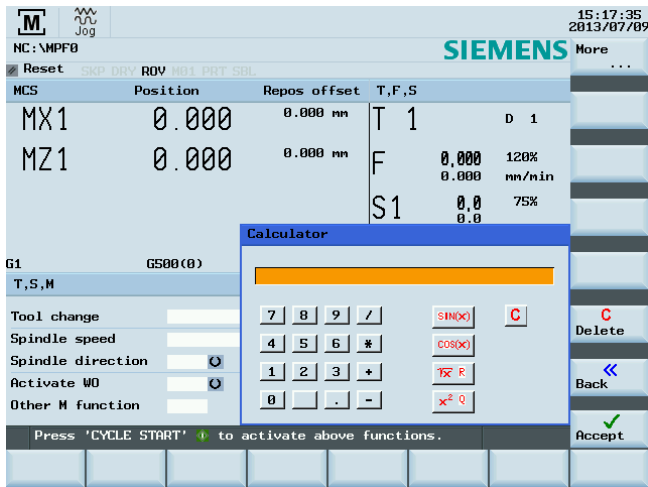 M Jog 15:17:35
2013/07/09
NC:\MPF0 SIEMENS More
...
Reset SKP DRY ROV M01 PRT SBL
MCS Position Repos offset T,F,S
MX1 0.000 0.000 mm T 1 D 1
MZ1 0.000 0.000 mm F 0,000 120%
0.000 mm/min
S1 0,0 75%
0.0
Calculator
G1 G500(0)
T,S,M
Tool change
Spindle speed
Spindle direction
Activate WO
Other M function
7 8 9 / SIN(X) C
4 5 6 * COS(X)
1 2 3 + √X R
0 . - x² Q
C
Delete
«
Back
Accept
Press 'CYCLE START' to activate above functions.